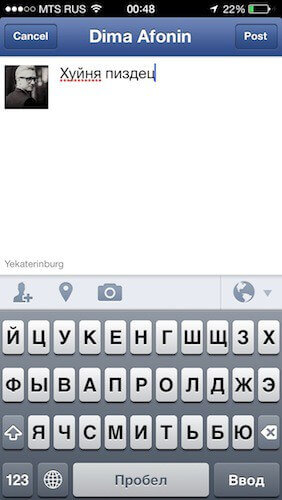 MTS RUS 00:48 22%
Cancel Dima Afonin Post
Хуйня пиздец
Yekaterinburg
Й Ц У К Е Н Г Ш Щ З Х
Ф Ы В А П Р О Л Д Ж Э
Я Ч С М И Т Ь Б Ю
123 Пробел Ввод